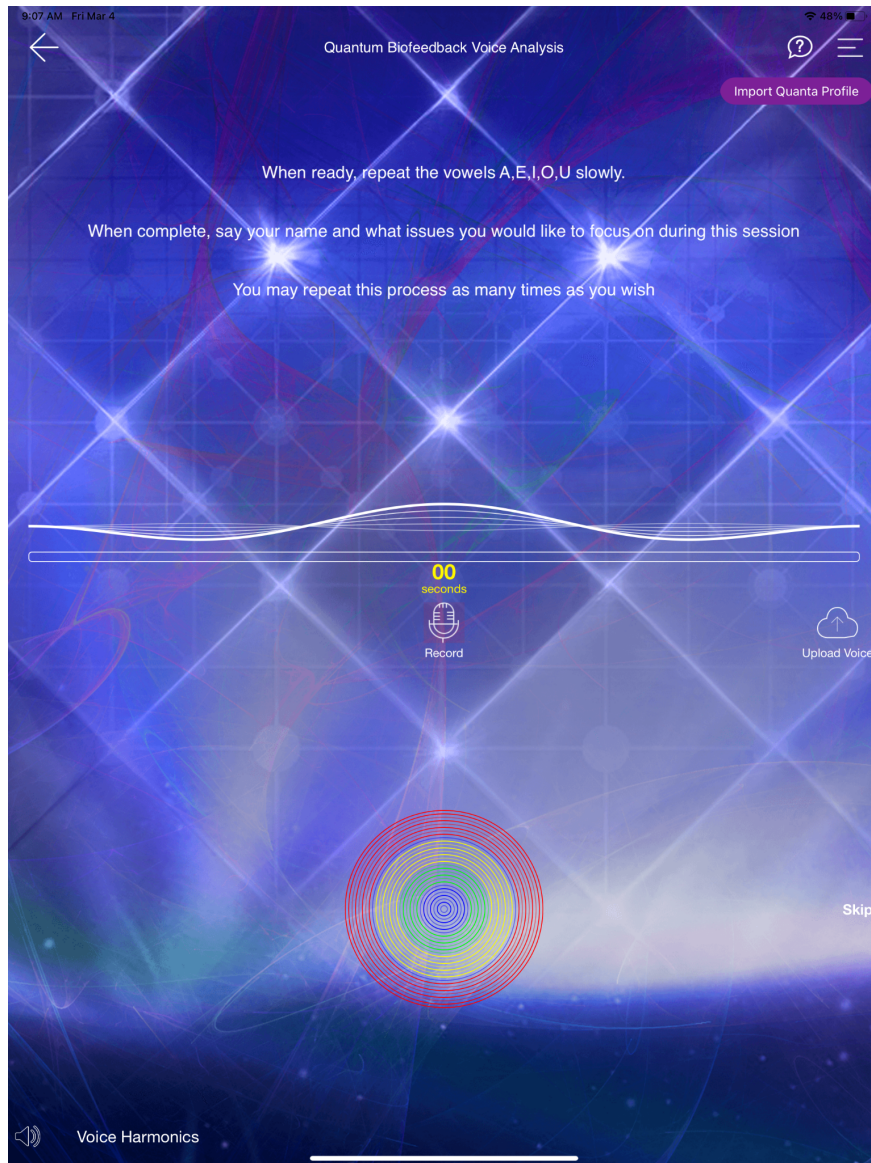 9:07 AM Fri Mar 4
48%
Quantum Biofeedback Voice Analysis
Import Quanta Profile
When ready, repeat the vowels A,E,I,O,U slowly.
When complete, say your name and what issues you would like to focus on during this session
You may repeat this process as many times as you wish
00
seconds
Record
Upload Voice
Skip
Voice Harmonics